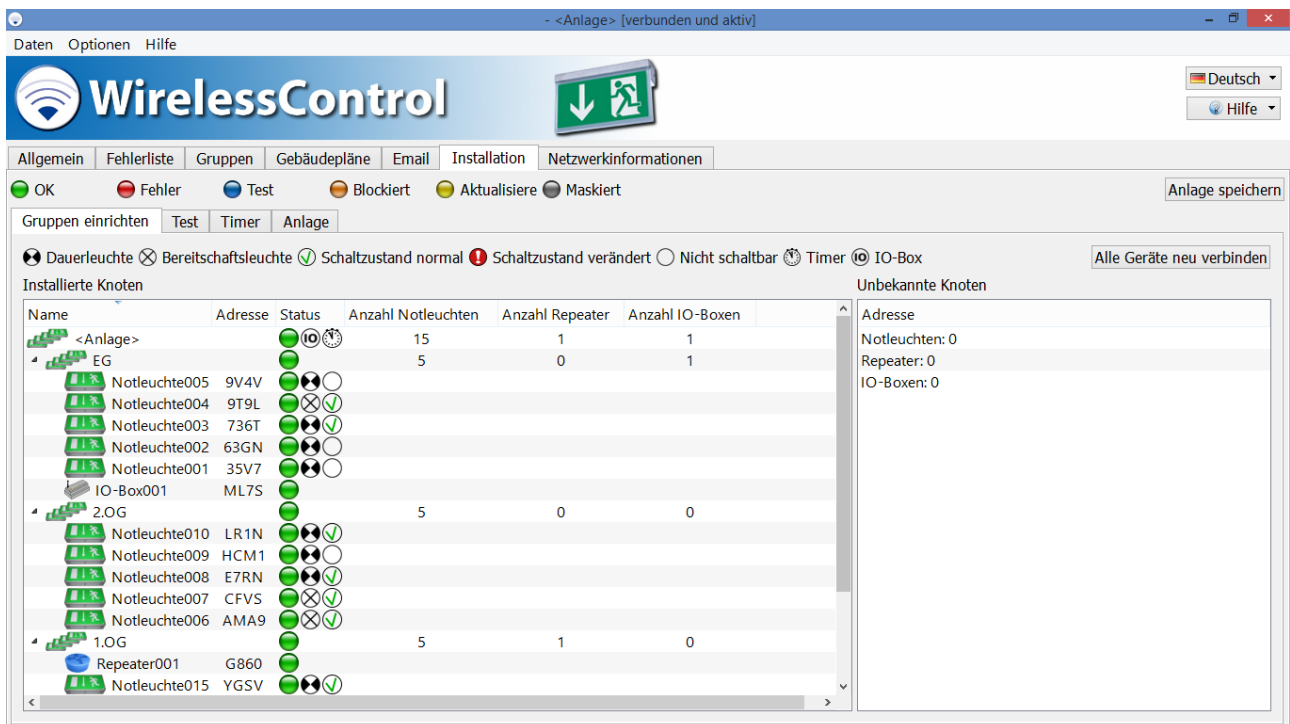 - <Anlage> [verbunden und aktiv]
Daten Optionen Hilfe
WirelessControl
Deutsch
Hilfe
Allgemein Fehlerliste Gruppen Gebäudepläne Email Installation Netzwerkinformationen
OK Fehler Test Blockiert Aktualisiere Maskiert Anlage speichern
Gruppen einrichten Test Timer Anlage
Dauerleuchte Bereitschaftsleuchte Schaltzustand normal Schaltzustand verändert Nicht schaltbar Timer IO IO-Box Alle Geräte neu verbinden
Installierte Knoten Unbekannte Knoten
Name Adresse Status Anzahl Notleuchten Anzahl Repeater Anzahl IO-Boxen Adresse
<Anlage> IO 15 1 1 Notleuchten: 0
EG 5 0 1 Repeater: 0
Notleuchte005 9V4V IO-Boxen: 0
Notleuchte004 9T9L
Notleuchte003 736T
Notleuchte002 63GN
Notleuchte001 35V7
IO-Box001 ML7S
2.OG 5 0 0
Notleuchte010 LR1N
Notleuchte009 HCM1
Notleuchte008 E7RN
Notleuchte007 CFVS
Notleuchte006 AMA9
1.OG 5 1 0
Repeater001 G860
Notleuchte015 YGSV